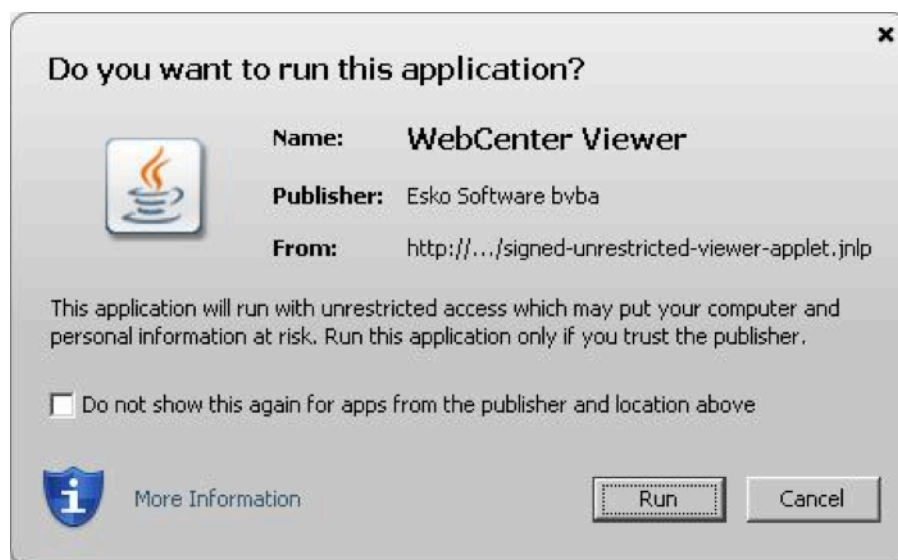 Do you want to run this application?
Name: WebCenter Viewer
Publisher: Esko Software bvba
From: http://.../signed-unrestricted-viewer-applet.jnlp
This application will run with unrestricted access which may put your computer and
personal information at risk. Run this application only if you trust the publisher.
Do not show this again for apps from the publisher and location above
More Information
Run Cancel